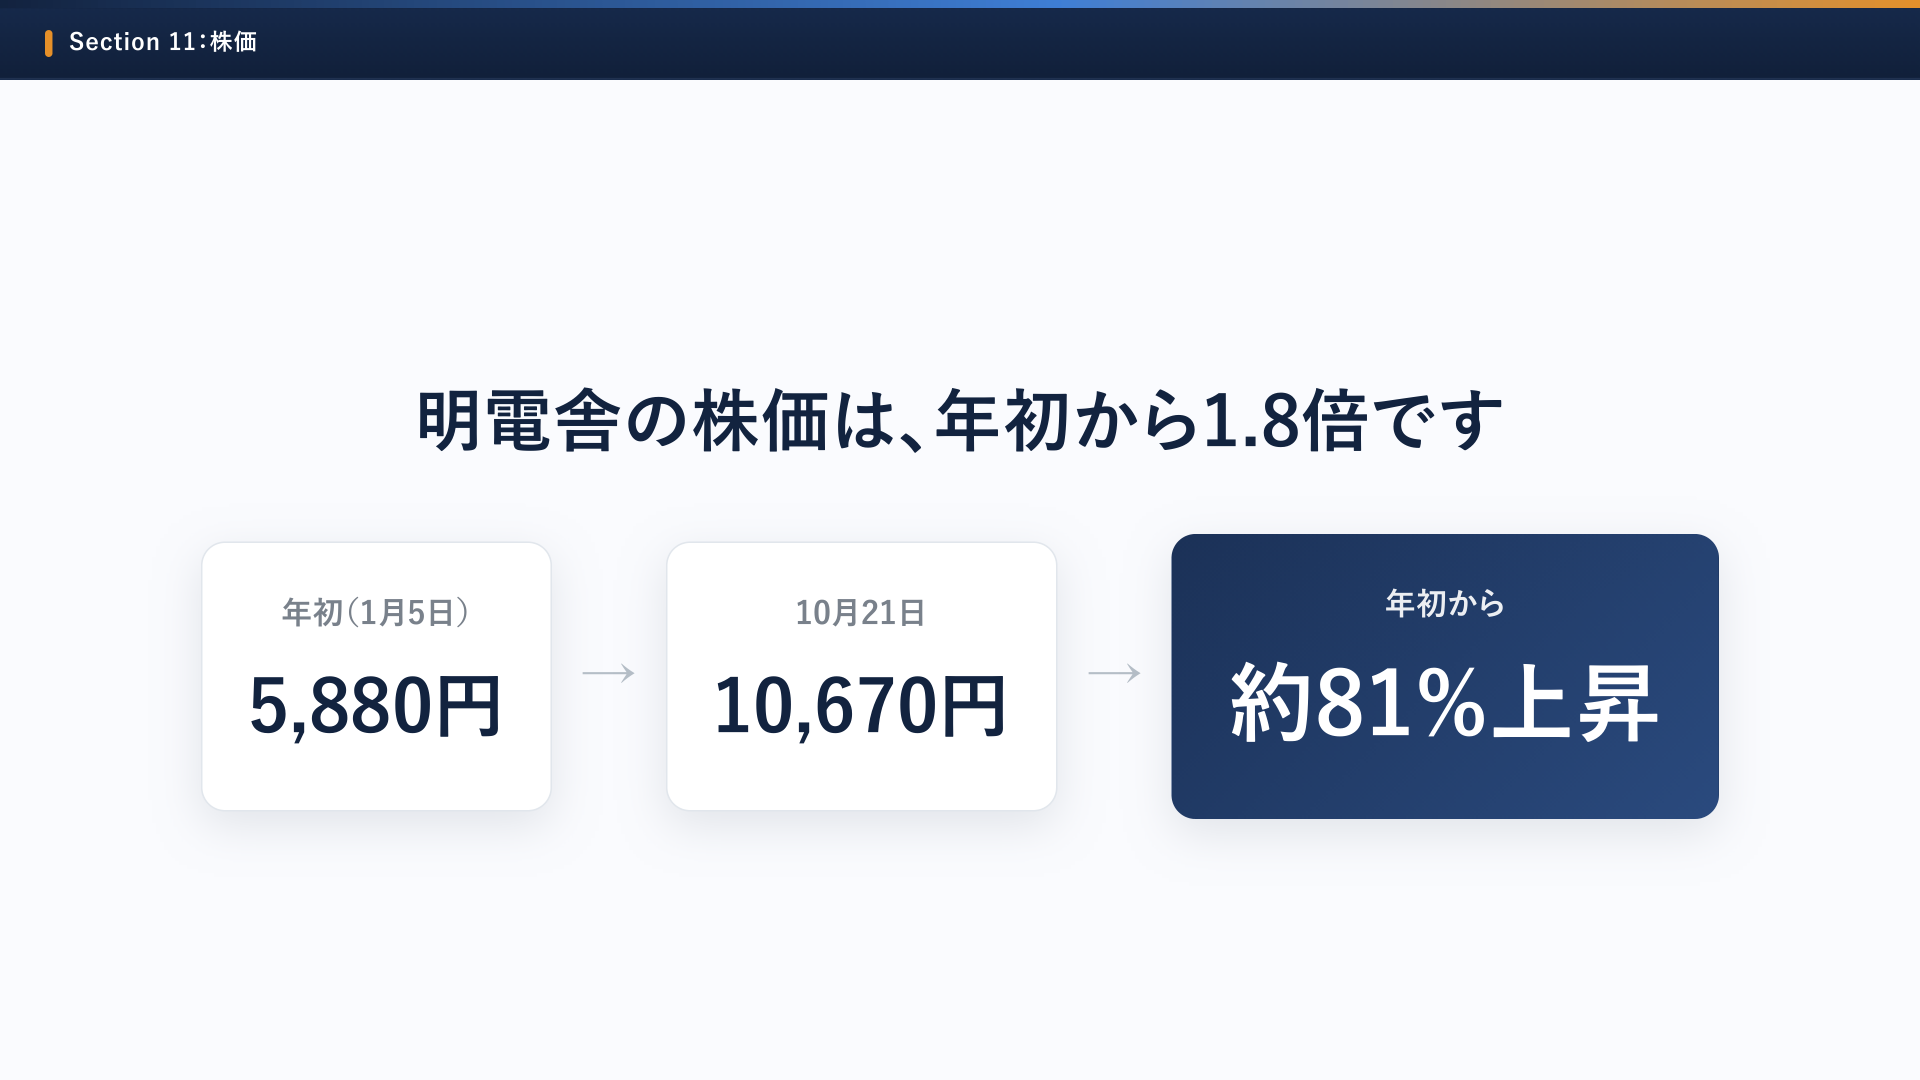 Section 11：株価
明電舎の株価は、年初から1.8倍です
年初（1月5日）
5,880円
→
10月21日
10,670円
→
年初から
約81%上昇